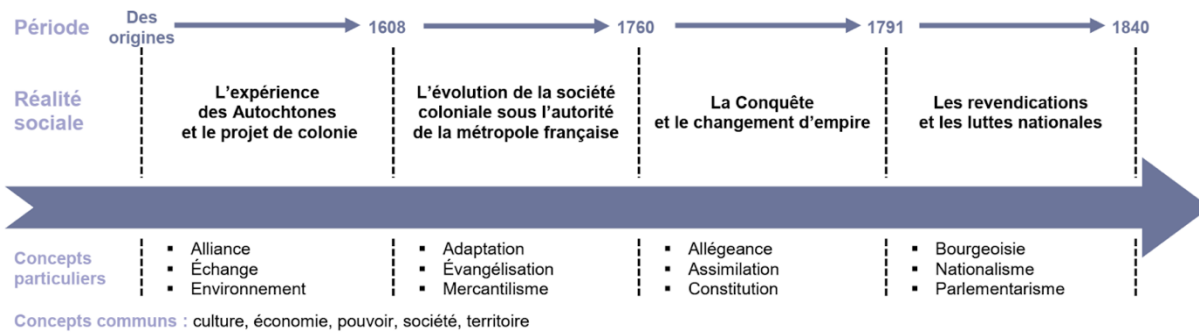 Période
Des origines
1608
1760
1791
1840
Réalité
sociale
L'expérience
des Autochtones
et le projet de colonie
L'évolution de la société
coloniale sous l'autorité
de la métropole française
La Conquête
et le changement d'empire
Les revendications
et les luttes nationales
Concepts
particuliers
▪ Alliance
▪ Échange
▪ Environnement
▪ Adaptation
▪ Évangélisation
▪ Mercantilisme
▪ Allégeance
▪ Assimilation
▪ Constitution
▪ Bourgeoisie
▪ Nationalisme
▪ Parlementarisme
Concepts communs : culture, économie, pouvoir, société, territoire